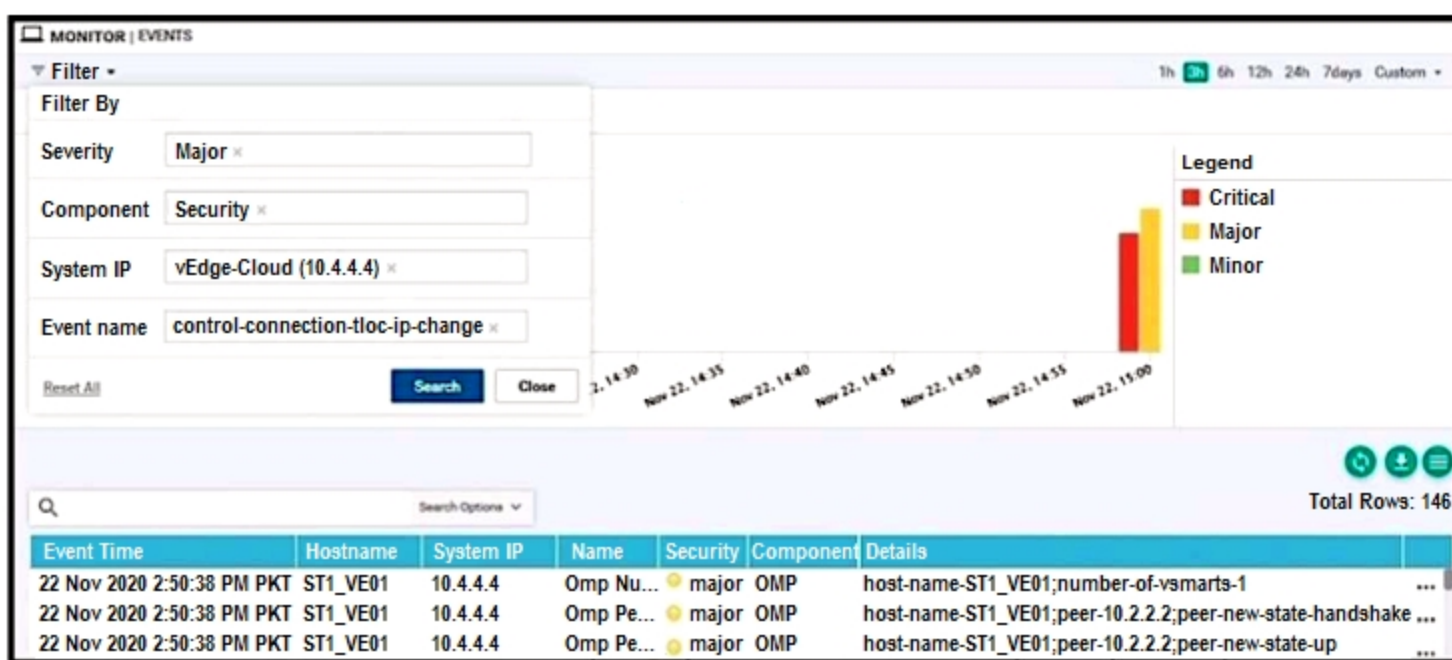 MONITOR | EVENTS
Filter
1h 3h 6h 12h 24h 7days Custom
Filter By
Severity Major ×
Component Security ×
System IP vEdge-Cloud (10.4.4.4) ×
Event name control-connection-tloc-ip-change ×
Reset All Search Close
Legend
Critical
Major
Minor
2, 14:30 Nov 22, 14:35 Nov 22, 14:40 Nov 22, 14:45 Nov 22, 14:50 Nov 22, 14:55 Nov 22, 15:00
Search Options
Total Rows: 146
Event Time Hostname System IP Name Security Component Details
22 Nov 2020 2:50:38 PM PKT ST1_VE01 10.4.4.4 Omp Nu... major OMP host-name-ST1_VE01;number-of-vsmarts-1 ...
22 Nov 2020 2:50:38 PM PKT ST1_VE01 10.4.4.4 Omp Pe... major OMP host-name-ST1_VE01;peer-10.2.2.2;peer-new-state-handshake ...
22 Nov 2020 2:50:38 PM PKT ST1_VE01 10.4.4.4 Omp Pe... major OMP host-name-ST1_VE01;peer-10.2.2.2;peer-new-state-up ...